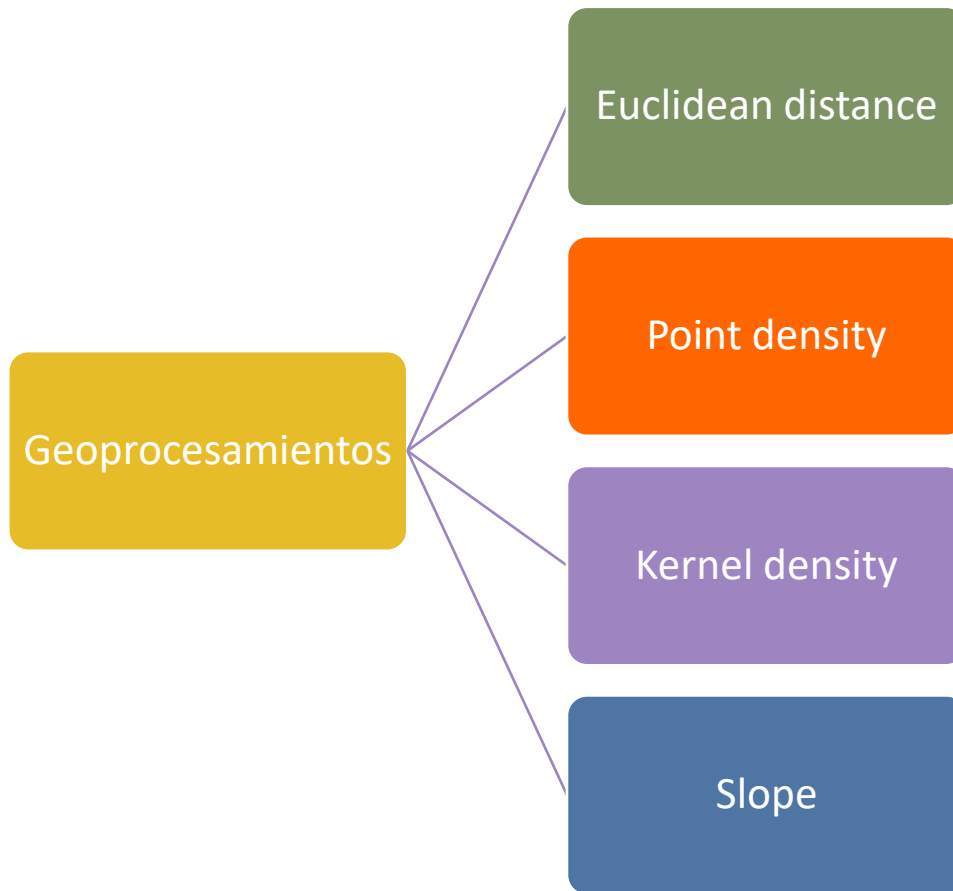 Euclidean distance
Point density
Geoprocesamientos
Kernel density
Slope